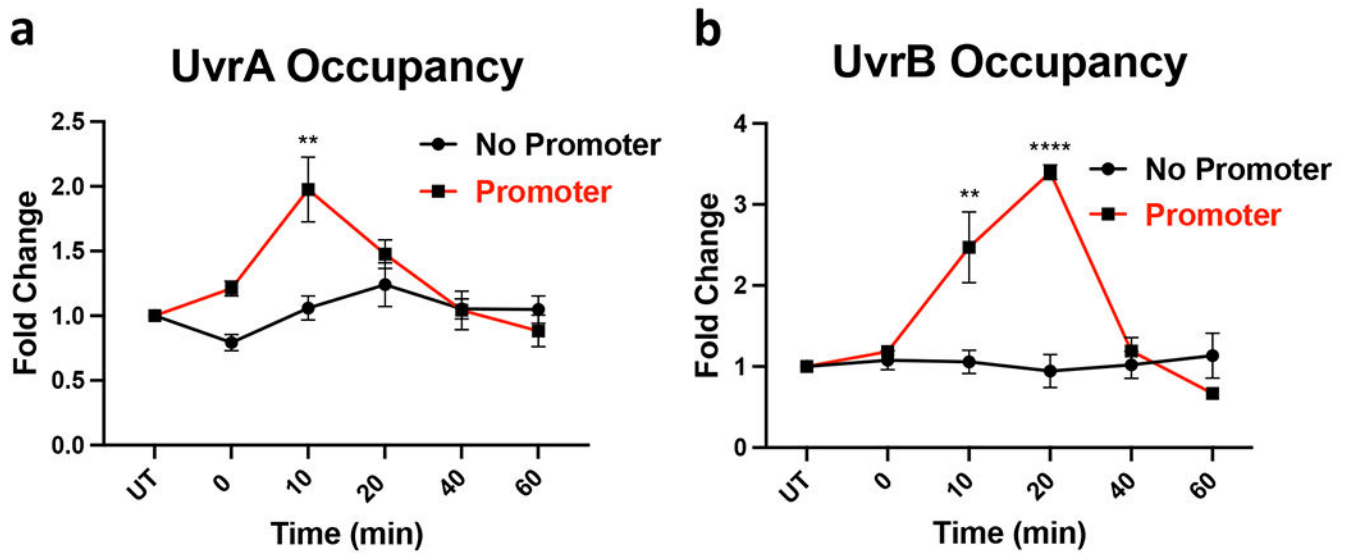 a
UvrA Occupancy
2.5
2.0
1.5
1.0
0.5
0.0
Fold Change
**
No Promoter
Promoter
UT
0
10
20
40
60
Time (min)
b
UvrB Occupancy
4
3
2
1
0
Fold Change
**
****
No Promoter
Promoter
UT
0
10
20
40
60
Time (min)